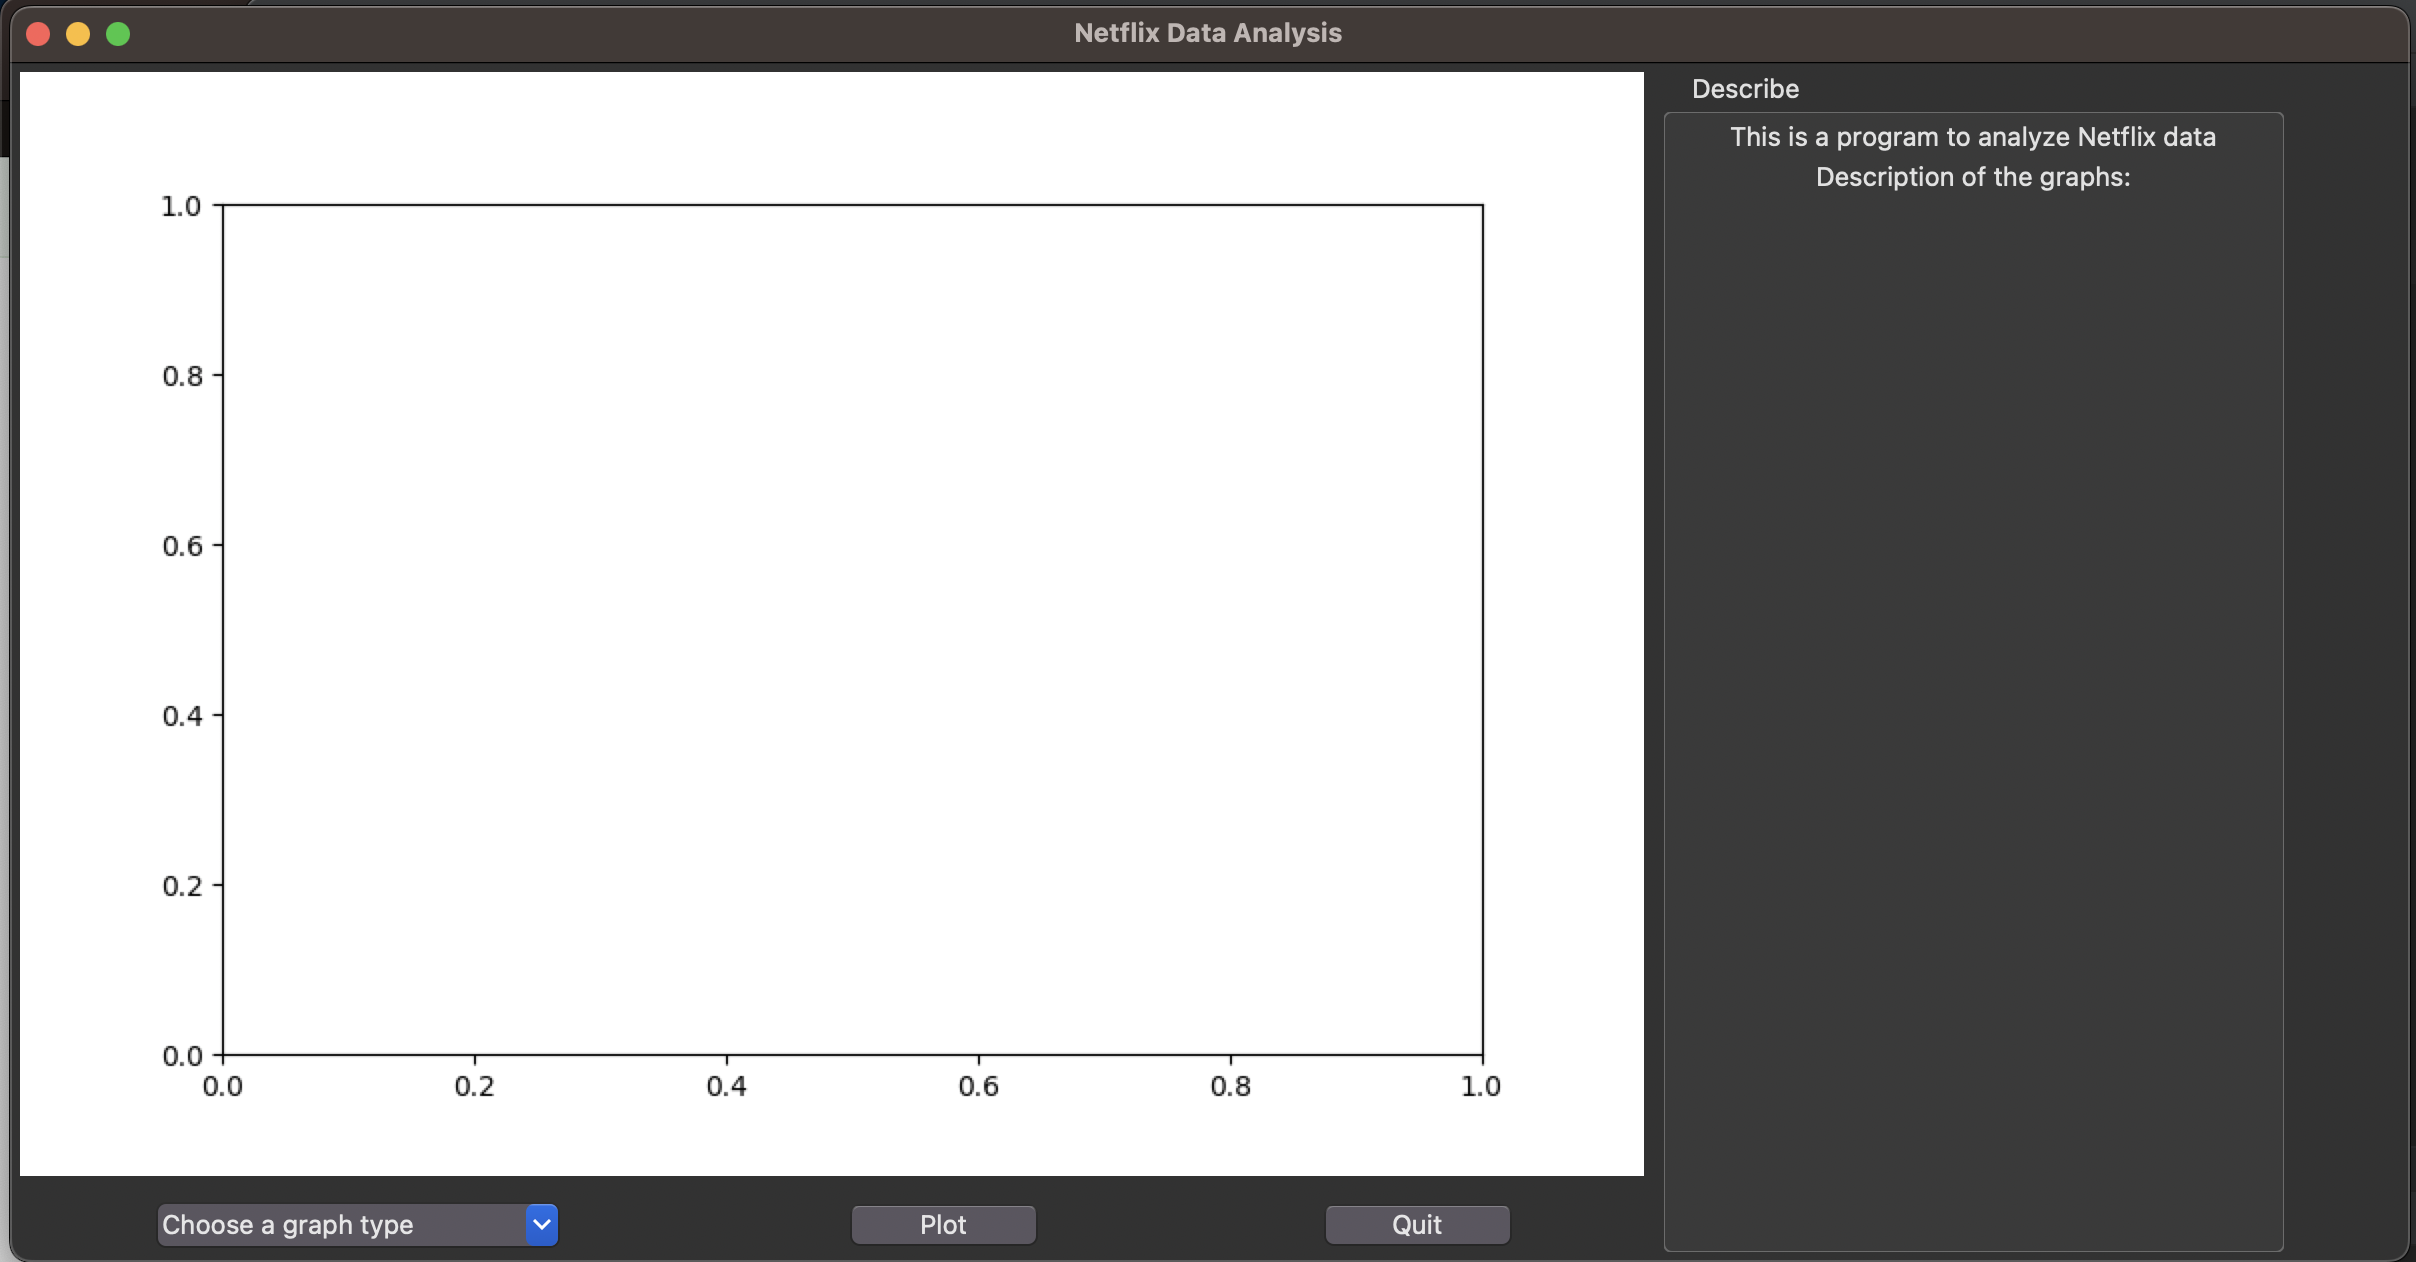 Netflix Data Analysis
Describe
This is a program to analyze Netflix data
Description of the graphs:
1.0
0.8
0.6
0.4
0.2
0.0
0.0 0.2 0.4 0.6 0.8 1.0
Choose a graph type
Plot
Quit